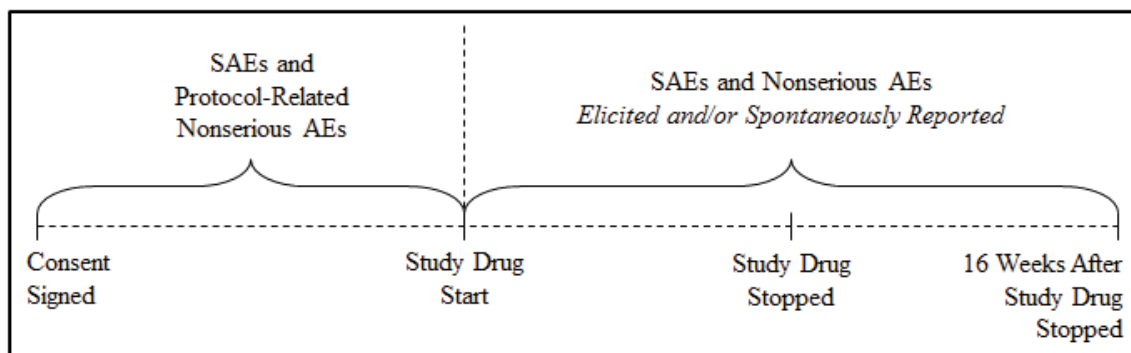 SAEs and
Protocol-Related
Nonserious AEs
SAEs and Nonserious AEs
Elicited and/or Spontaneously Reported
Consent
Signed
Study Drug
Start
Study Drug
Stopped
16 Weeks After
Study Drug
Stopped